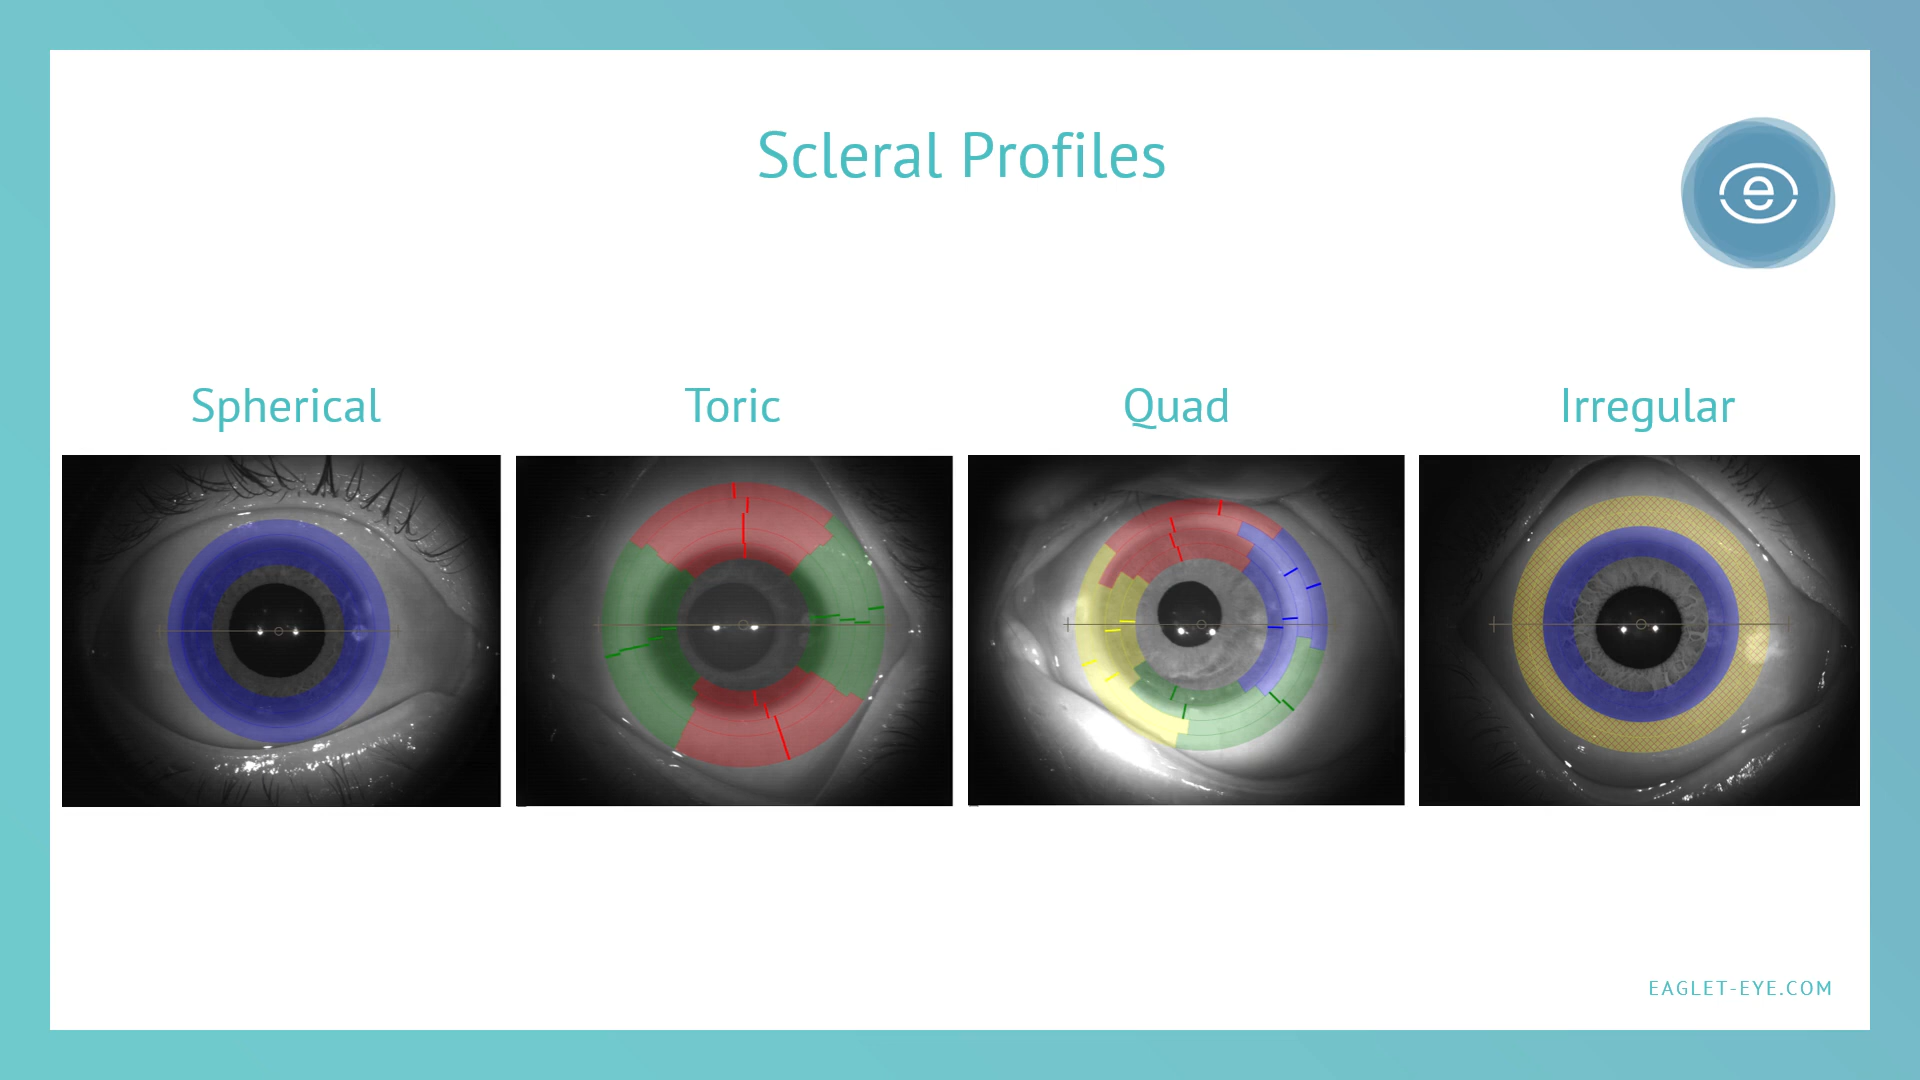 Scleral Profiles
e
Spherical
Toric
Quad
Irregular
EAGLET-EYE.COM